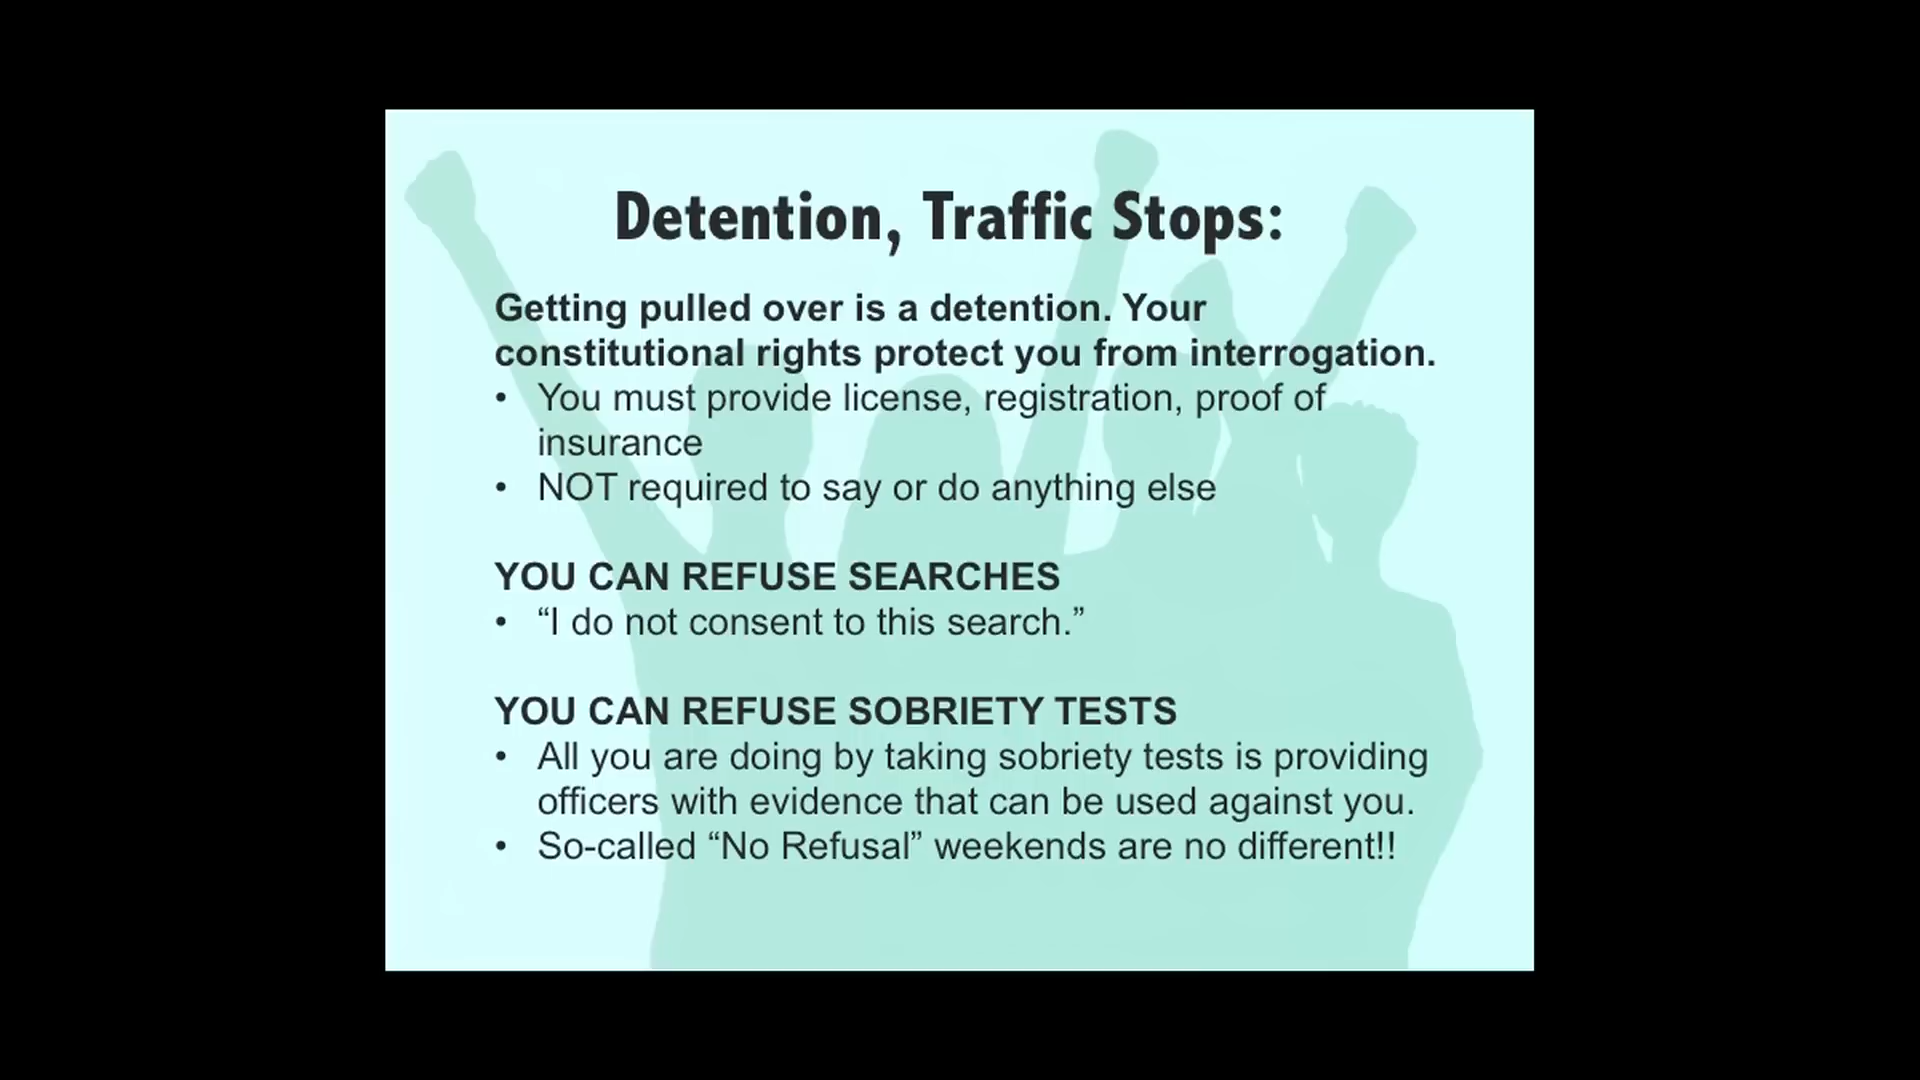 Detention, Traffic Stops:
Getting pulled over is a detention. Your
constitutional rights protect you from interrogation.
• You must provide license, registration, proof of
insurance
• NOT required to say or do anything else
YOU CAN REFUSE SEARCHES
• “I do not consent to this search.”
YOU CAN REFUSE SOBRIETY TESTS
• All you are doing by taking sobriety tests is providing
officers with evidence that can be used against you.
• So-called “No Refusal” weekends are no different!!